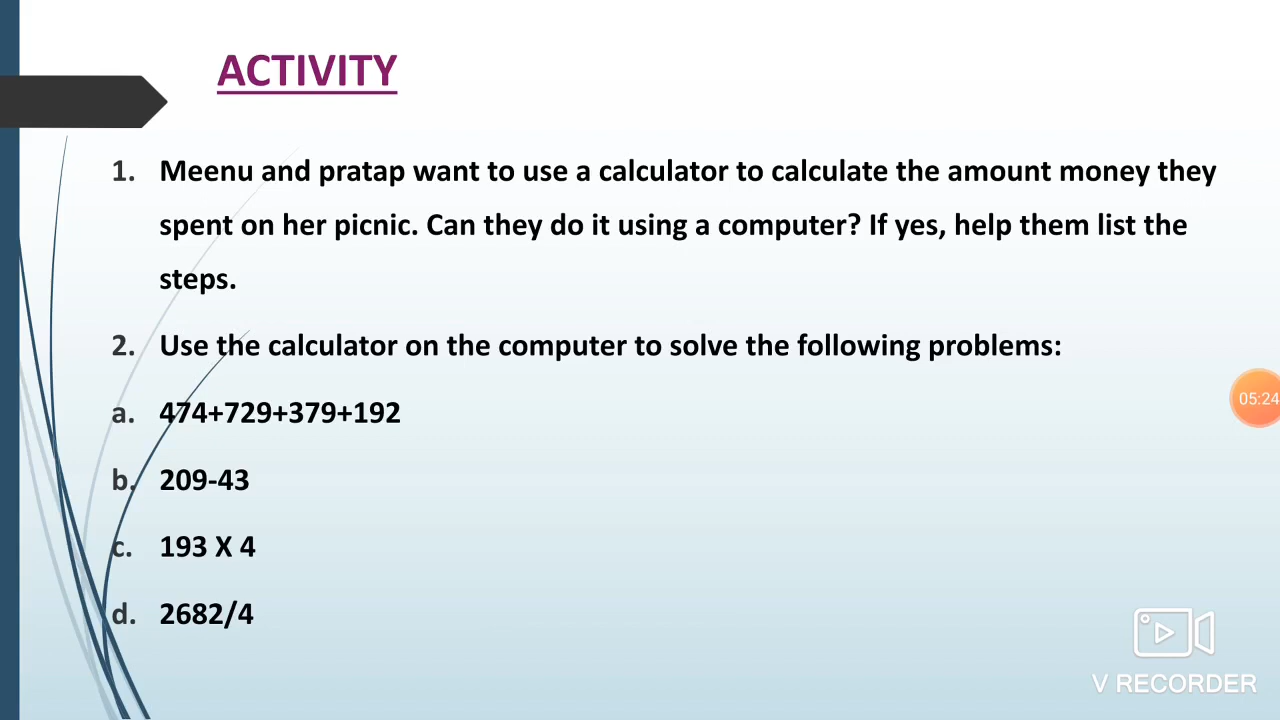 ACTIVITY
1. Meenu and pratap want to use a calculator to calculate the amount money they
spent on her picnic. Can they do it using a computer? If yes, help them list the
steps.
2. Use the calculator on the computer to solve the following problems:
a. 474+729+379+192
b. 209-43
c. 193 X 4
d. 2682/4
05:24
V RECORDER